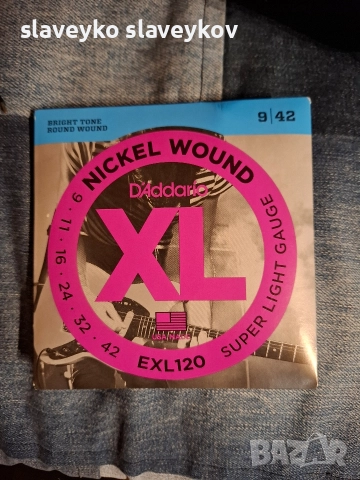 slaveyko slaveykov
BRIGHT TONE
ROUND WOUND
9|42
NICKEL WOUND
D'Addario
XL
9 · 11 · 16 · 24 · 32 · 42
EXL120
SUPER LIGHT GAUGE
BAZAR